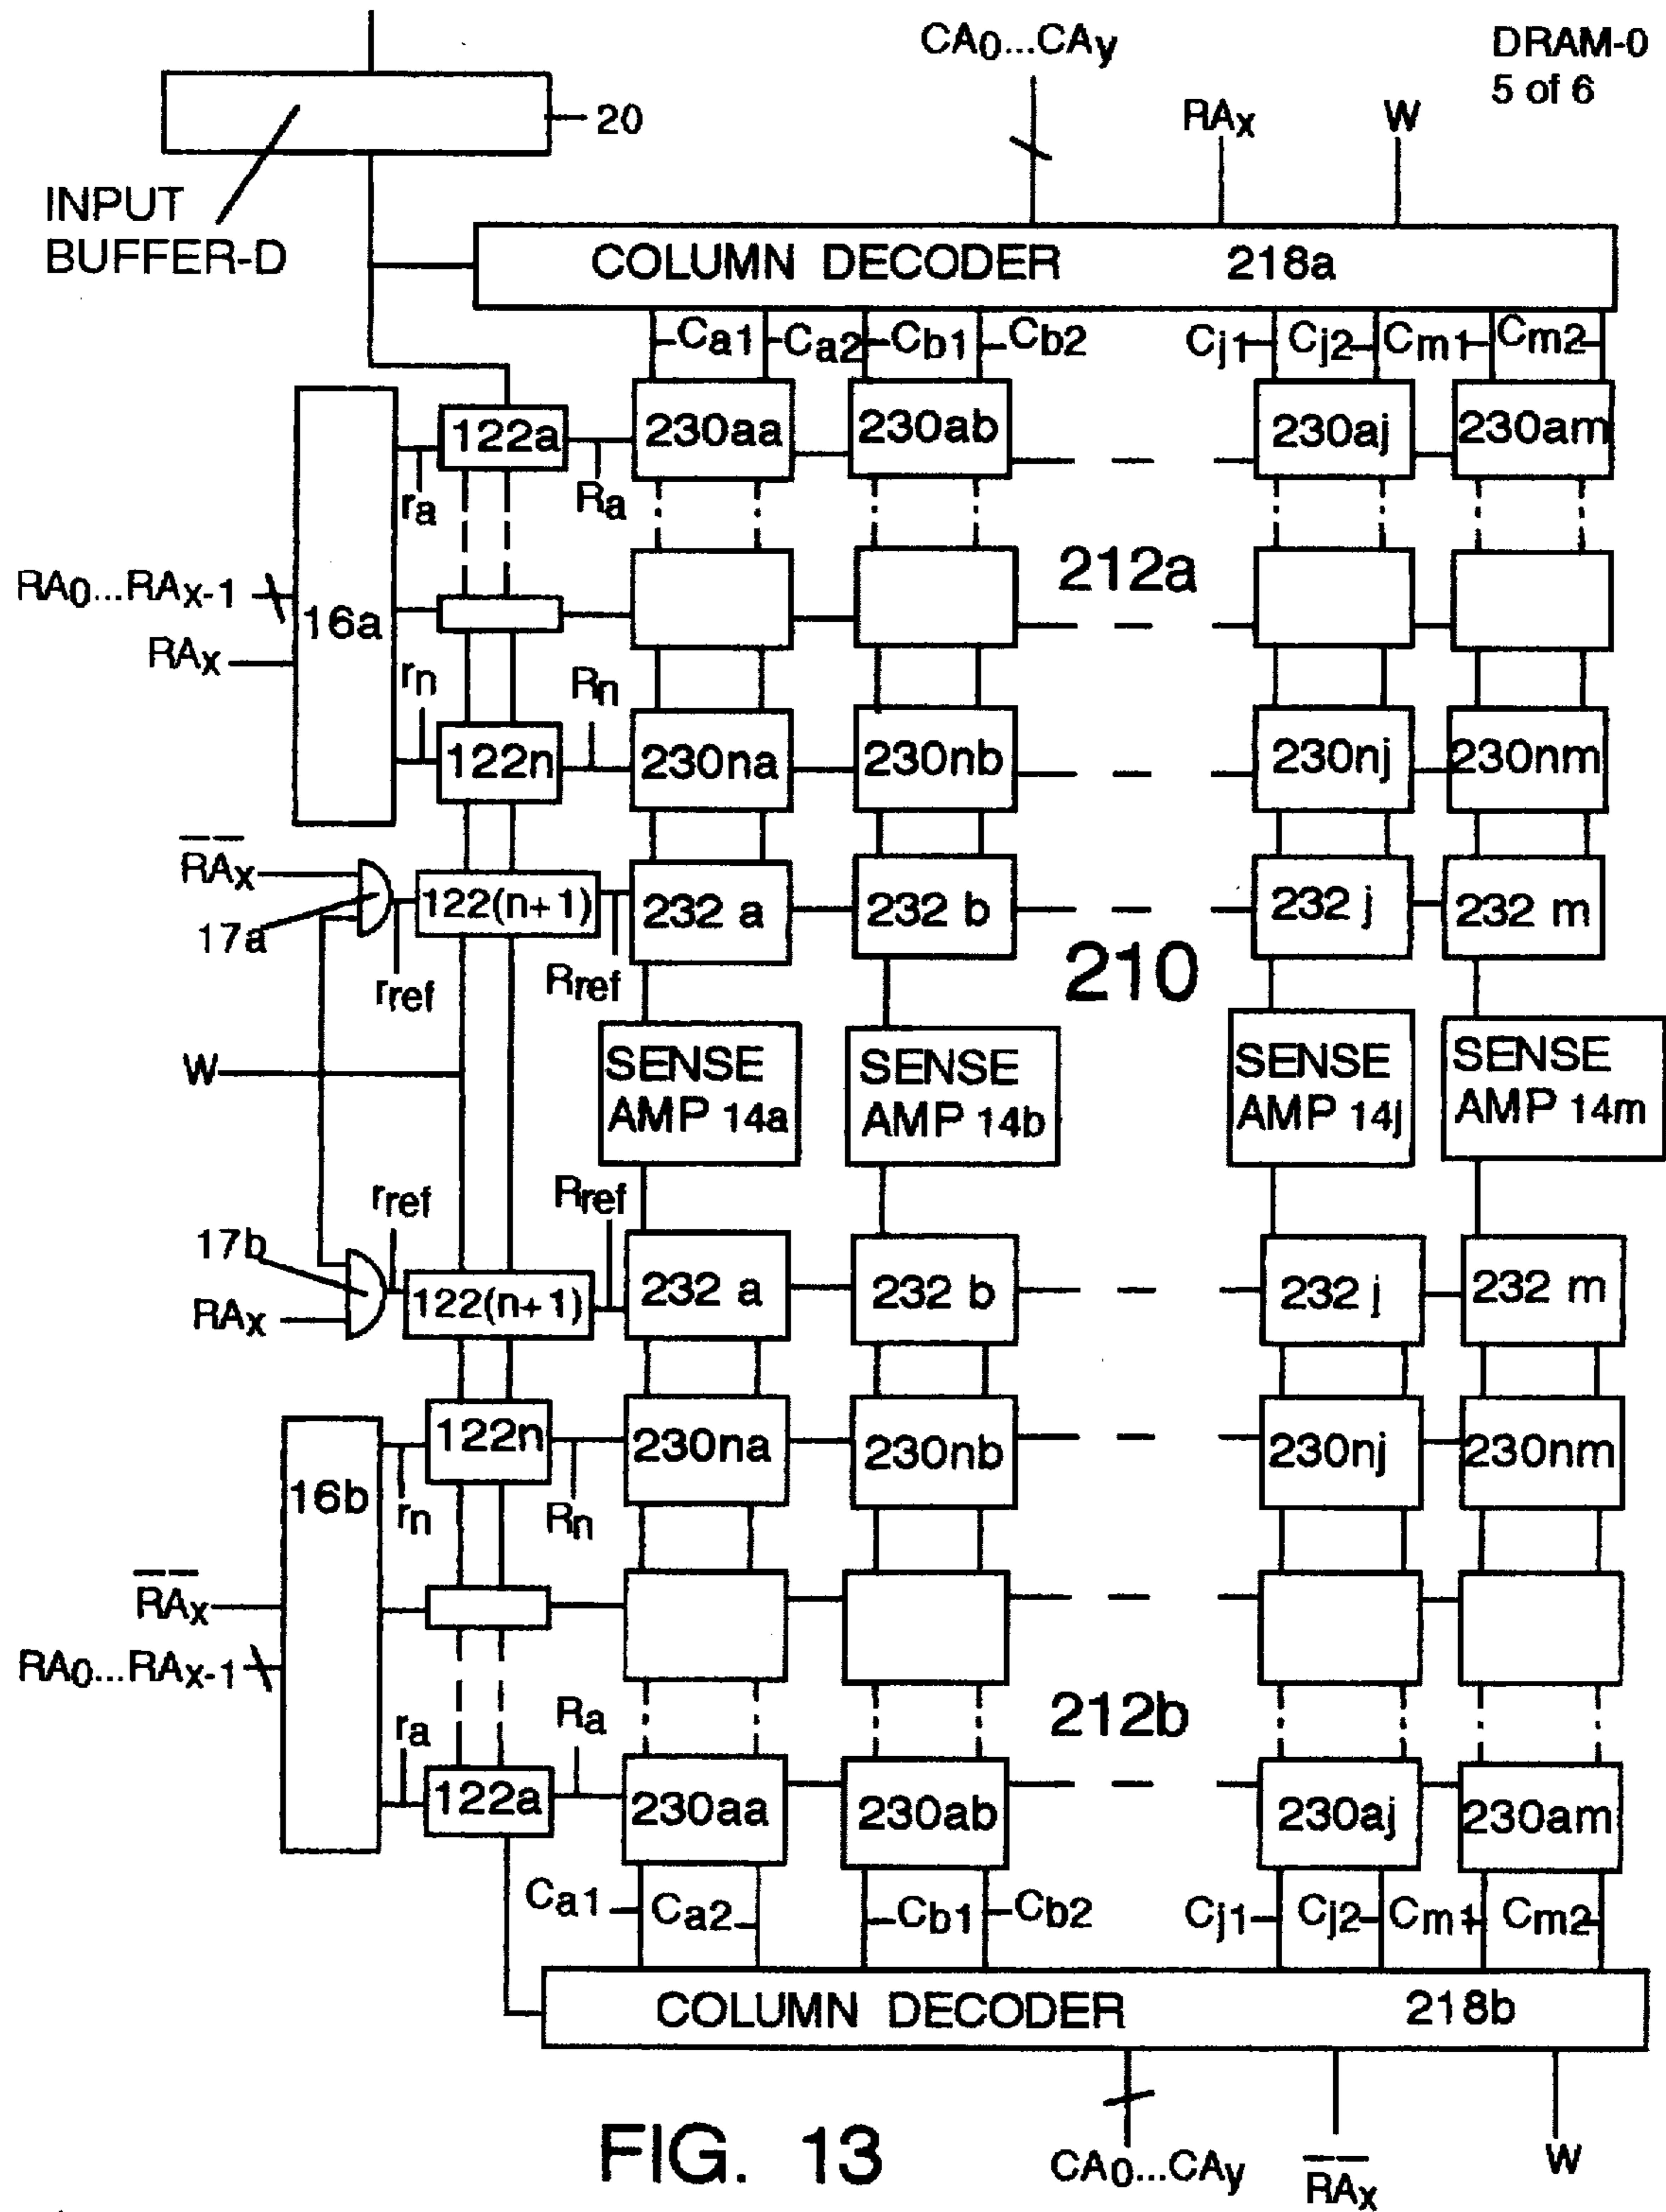 CA0...CAy
DRAM-0
5 of 6
RAx
W
20
INPUT
BUFFER-D
COLUMN DECODER 218a
Ca1 Ca2 Cb1 Cb2 Cj1 Cj2 Cm1 Cm2
122a 230aa 230ab 230aj 230am
ra Ra
212a
RA0...RAx-1
16a
RAx
rn Rn
122n 230na 230nb 230nj 230nm
R̅A̅x
122(n+1) 232 a 232 b 232 j 232 m
17a
rref Rref
210
W
SENSE AMP 14a
SENSE AMP 14b
SENSE AMP 14j
SENSE AMP 14m
rref Rref
17b
122(n+1) 232 a 232 b 232 j 232 m
RAx
122n 230na 230nb 230nj 230nm
16b
rn Rn
R̅A̅x
RA0...RAx-1
212b
ra Ra
122a 230aa 230ab 230aj 230am
Ca1 Ca2 Cb1 Cb2 Cj1 Cj2 Cm1 Cm2
COLUMN DECODER 218b
FIG. 13
CA0...CAy
R̅A̅x
W